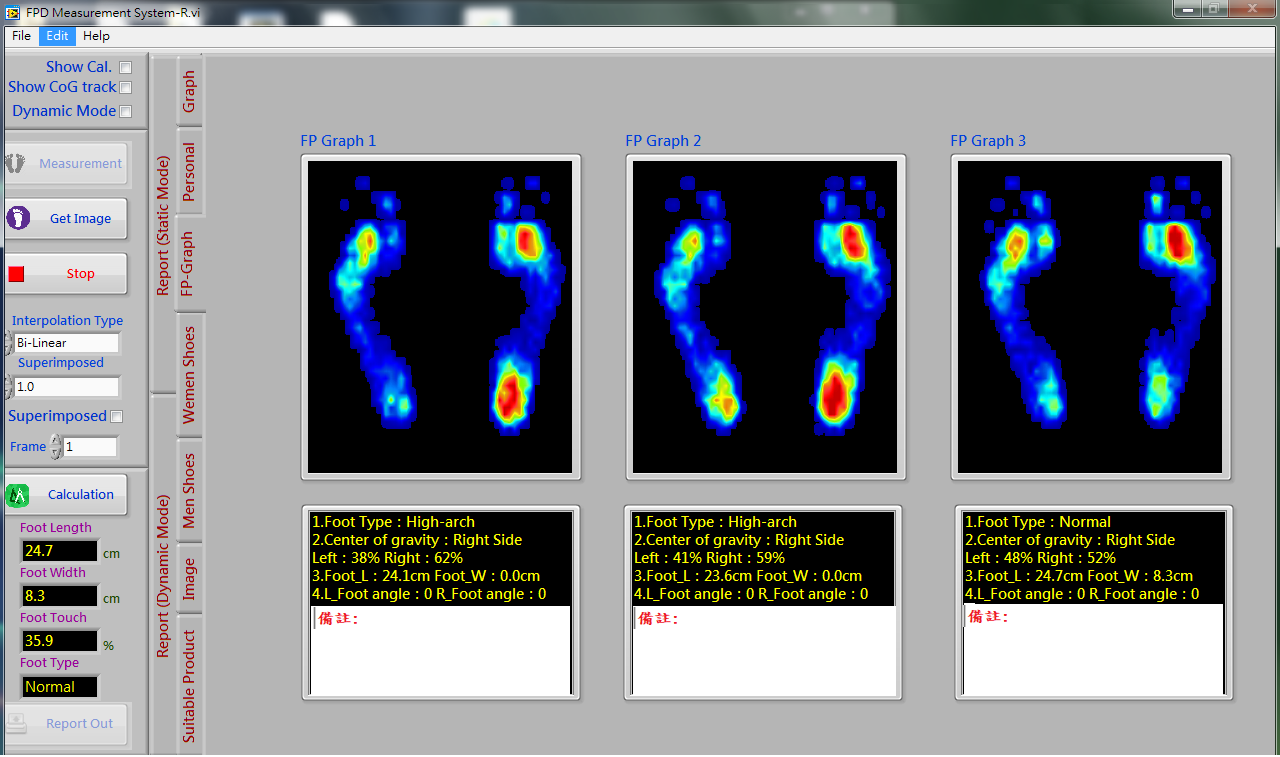 FPD Measurement System-R.vi
File Edit Help
Show Cal.
Show CoG track
Dynamic Mode
Measurement
Get Image
Stop
Interpolation Type
Bi-Linear
Superimposed
1.0
Superimposed
Frame 1
Calculation
Foot Length
24.7 cm
Foot Width
8.3 cm
Foot Touch
35.9 %
Foot Type
Normal
Report Out
Report (Static Mode)
Report (Dynamic Mode)
Graph
Personal
FP-Graph
Wemen Shoes
Men Shoes
Image
Suitable Product
FP Graph 1
1.Foot Type : High-arch
2.Center of gravity : Right Side
Left : 38% Right : 62%
3.Foot_L : 24.1cm Foot_W : 0.0cm
4.L_Foot angle : 0 R_Foot angle : 0
備註:
FP Graph 2
1.Foot Type : High-arch
2.Center of gravity : Right Side
Left : 41% Right : 59%
3.Foot_L : 23.6cm Foot_W : 0.0cm
4.L_Foot angle : 0 R_Foot angle : 0
備註:
FP Graph 3
1.Foot Type : Normal
2.Center of gravity : Right Side
Left : 48% Right : 52%
3.Foot_L : 24.7cm Foot_W : 8.3cm
4.L_Foot angle : 0 R_Foot angle : 0
備註: